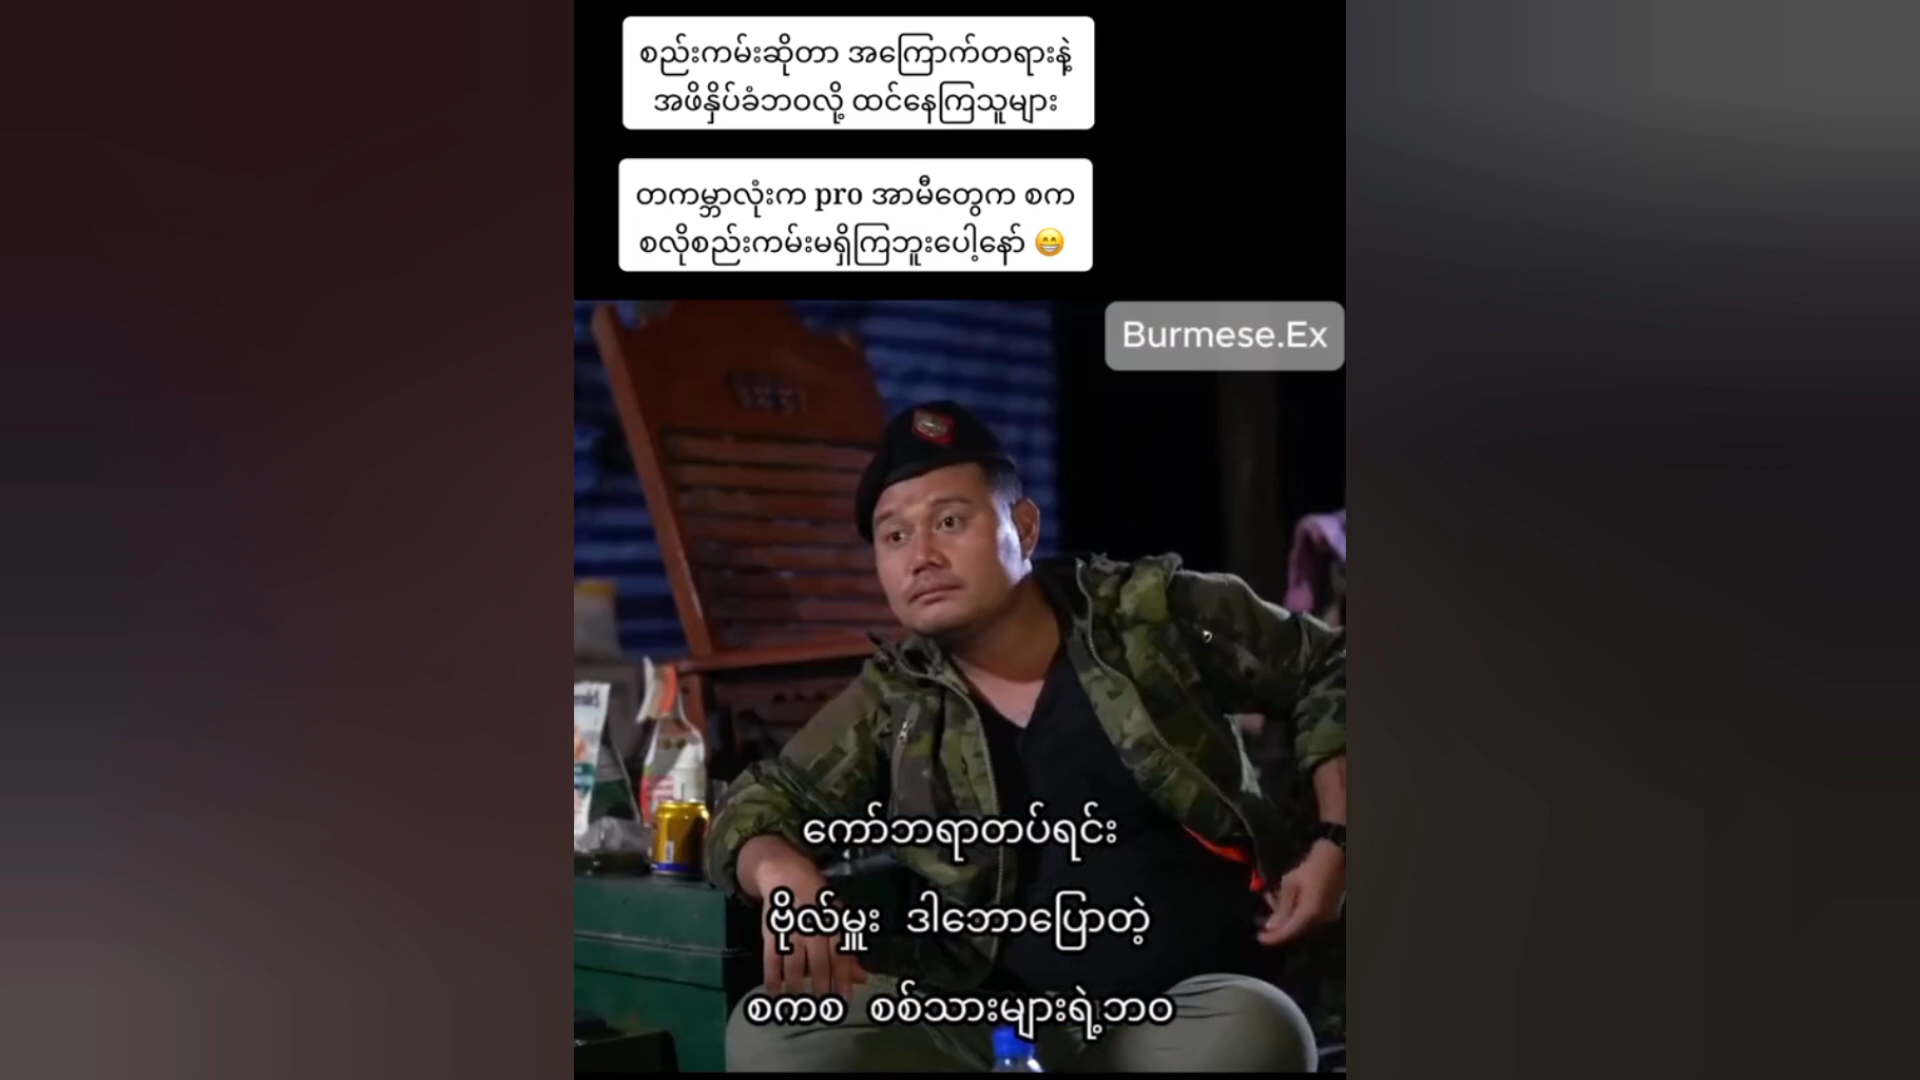 စည်းကမ်းဆိုတာ အကြောက်တရားနဲ့
အဖိနှိပ်ခံဘဝလို့ ထင်နေကြသူများ
တကမ္ဘာလုံးက pro အာမီတွေက စက
စလိုစည်းကမ်းမရှိကြဘူးပေါ့နော် 😁
Burmese.Ex
ကော်ဘရာတပ်ရင်း
ဗိုလ်မှူး ဒါဘောပြောတဲ့
စကစ စစ်သားများရဲ့ဘဝ